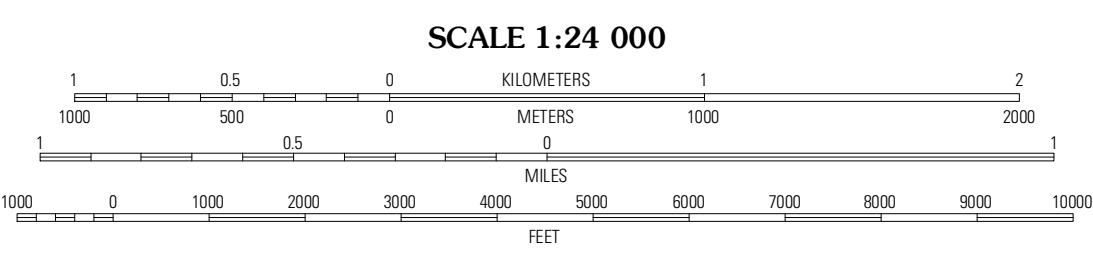 SCALE 1:24 000
1 0.5 0 KILOMETERS 1 2
1000 500 0 METERS 1000 2000
1 0.5 0 1
MILES
1000 0 1000 2000 3000 4000 5000 6000 7000 8000 9000 10000
FEET